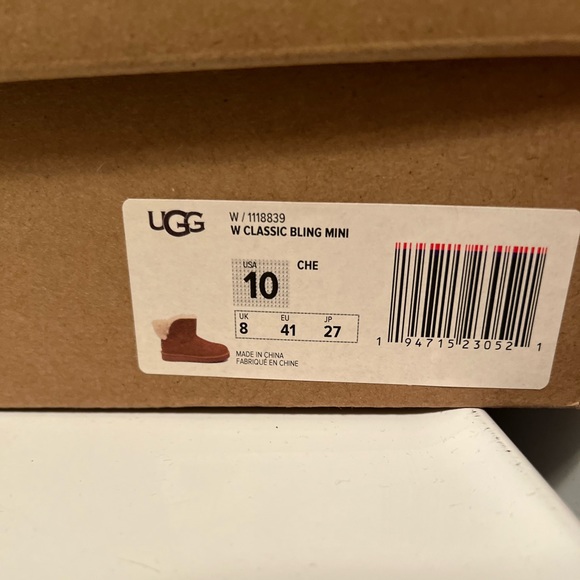 UGG
W / 1118839
W CLASSIC BLING MINI
USA
10
CHE
UK EU JP
8 41 27
MADE IN CHINA
FABRIQUÉ EN CHINE
1 94715 23052 1